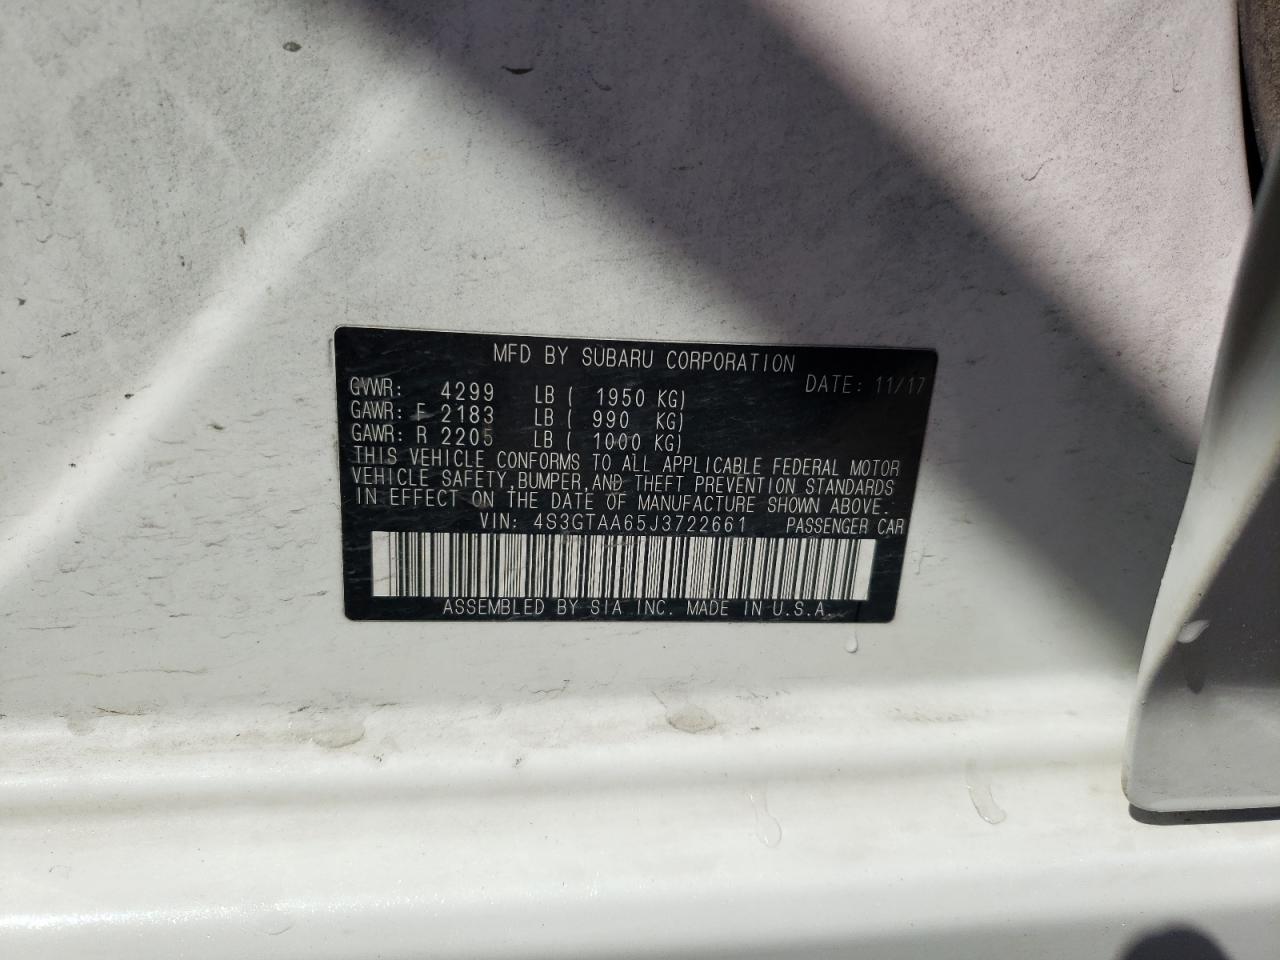 MFD BY SUBARU CORPORATION
DATE: 11/17
GVWR: 4299 LB ( 1950 KG)
GAWR: F 2183 LB ( 990 KG)
GAWR: R 2205 LB ( 1000 KG)
THIS VEHICLE CONFORMS TO ALL APPLICABLE FEDERAL MOTOR
VEHICLE SAFETY, BUMPER, AND THEFT PREVENTION STANDARDS
IN EFFECT ON THE DATE OF MANUFACTURE SHOWN ABOVE.
VIN: 4S3GTAA65J3722661 PASSENGER CAR
ASSEMBLED BY SIA INC. MADE IN U.S.A.